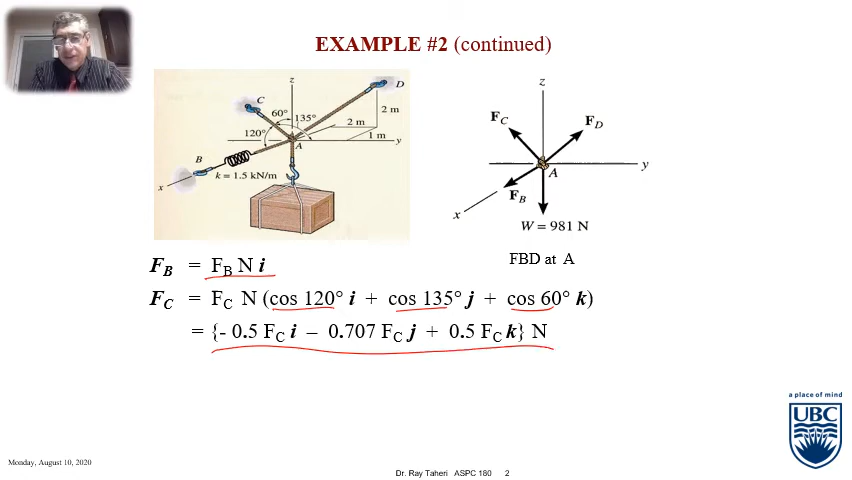 EXAMPLE #2 (continued)
z
D
C
60°
135°
2 m
2 m
120°
1 m
y
A
B
k = 1.5 kN/m
x
z
F_C
F_D
y
A
F_B
x
W = 981 N
FBD at A
F_B = F_B N i
F_C = F_C N (cos 120° i + cos 135° j + cos 60° k)
= {- 0.5 F_C i – 0.707 F_C j + 0.5 F_C k} N
a place of mind
UBC
Monday, August 10, 2020
Dr. Ray Taheri ASPC 180 2